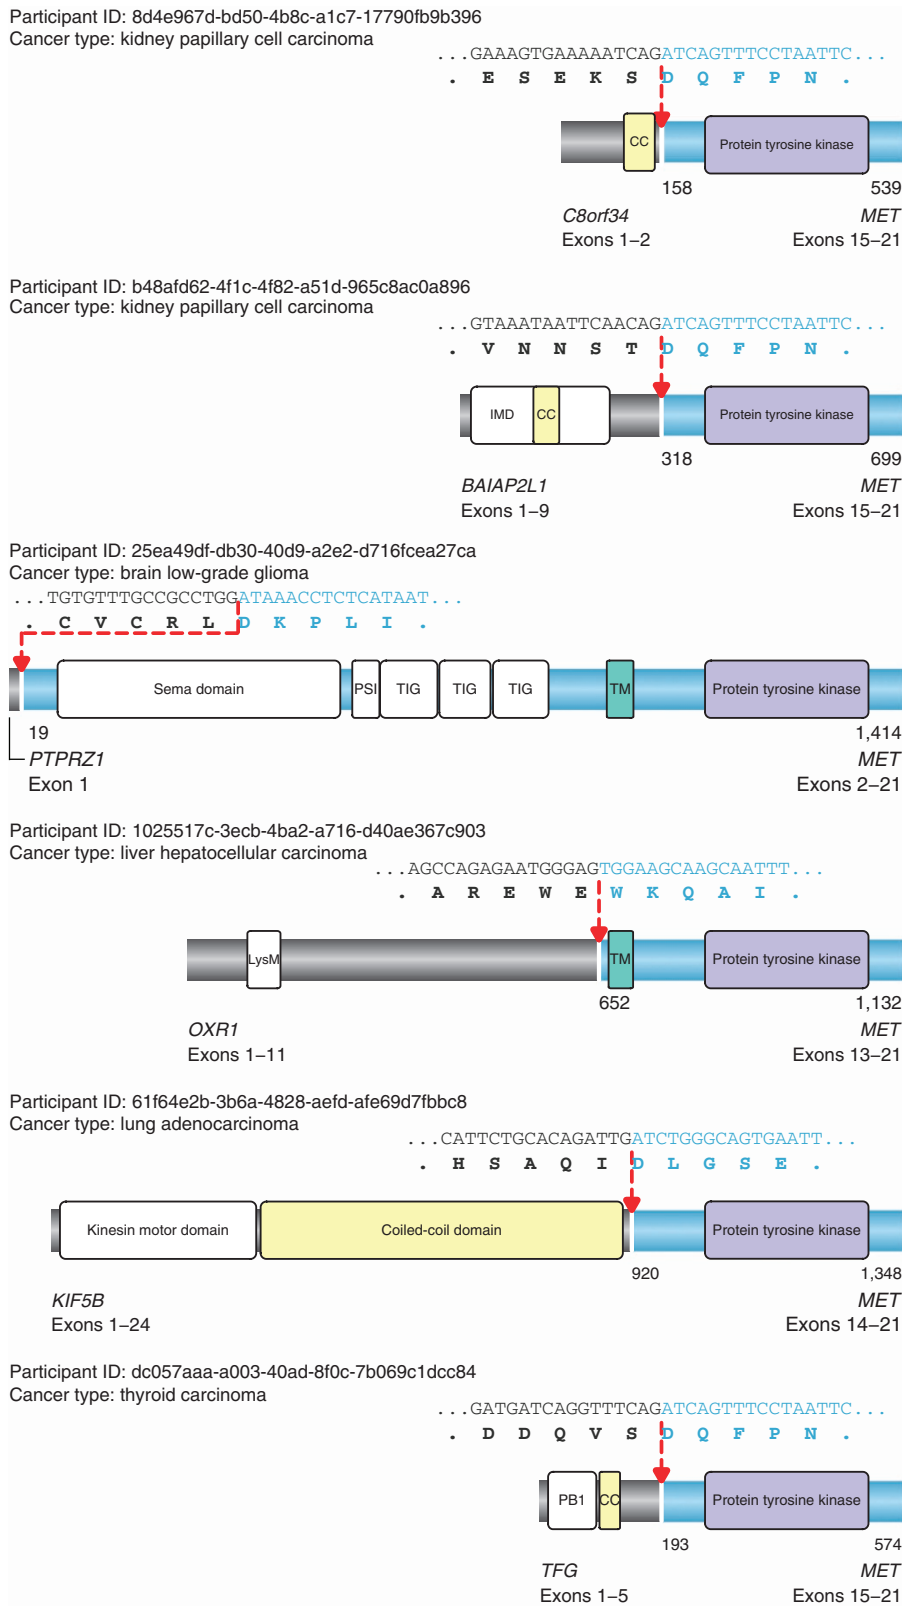 Participant ID: 8d4e967d-bd50-4b8c-a1c7-17790fb9b396
Cancer type: kidney papillary cell carcinoma
...GAAAGTGAAAAATCAGATCAGTTTCCTAATTC...
. E S E K S D Q F P N .
CC Protein tyrosine kinase
158 539
C8orf34 MET
Exons 1–2 Exons 15–21
Participant ID: b48afd62-4f1c-4f82-a51d-965c8ac0a896
Cancer type: kidney papillary cell carcinoma
...GTAAATAATTCAACAGATCAGTTTCCTAATTC...
. V N N S T D Q F P N .
IMD CC Protein tyrosine kinase
318 699
BAIAP2L1 MET
Exons 1–9 Exons 15–21
Participant ID: 25ea49df-db30-40d9-a2e2-d716fcea27ca
Cancer type: brain low-grade glioma
...TGTGTTTGCCGCCTGGATAAACCTCTCATAAT...
. C V C R L D K P L I .
Sema domain PSI TIG TIG TIG TM Protein tyrosine kinase
19 1,414
PTPRZ1 MET
Exon 1 Exons 2–21
Participant ID: 1025517c-3ecb-4ba2-a716-d40ae367c903
Cancer type: liver hepatocellular carcinoma
...AGCCAGAGAATGGGAGTGGAAGCAAGCAATTT...
. A R E W E W K Q A I .
LysM TM Protein tyrosine kinase
652 1,132
OXR1 MET
Exons 1–11 Exons 13–21
Participant ID: 61f64e2b-3b6a-4828-aefd-afe69d7fbbc8
Cancer type: lung adenocarcinoma
...CATTCTGCACAGATTGATCTGGGCAGTGAATT...
. H S A Q I D L G S E .
Kinesin motor domain Coiled-coil domain Protein tyrosine kinase
920 1,348
KIF5B MET
Exons 1–24 Exons 14–21
Participant ID: dc057aaa-a003-40ad-8f0c-7b069c1dcc84
Cancer type: thyroid carcinoma
...GATGATCAGGTTTCAGATCAGTTTCCTAATTC...
. D D Q V S D Q F P N .
PB1 CC Protein tyrosine kinase
193 574
TFG MET
Exons 1–5 Exons 15–21